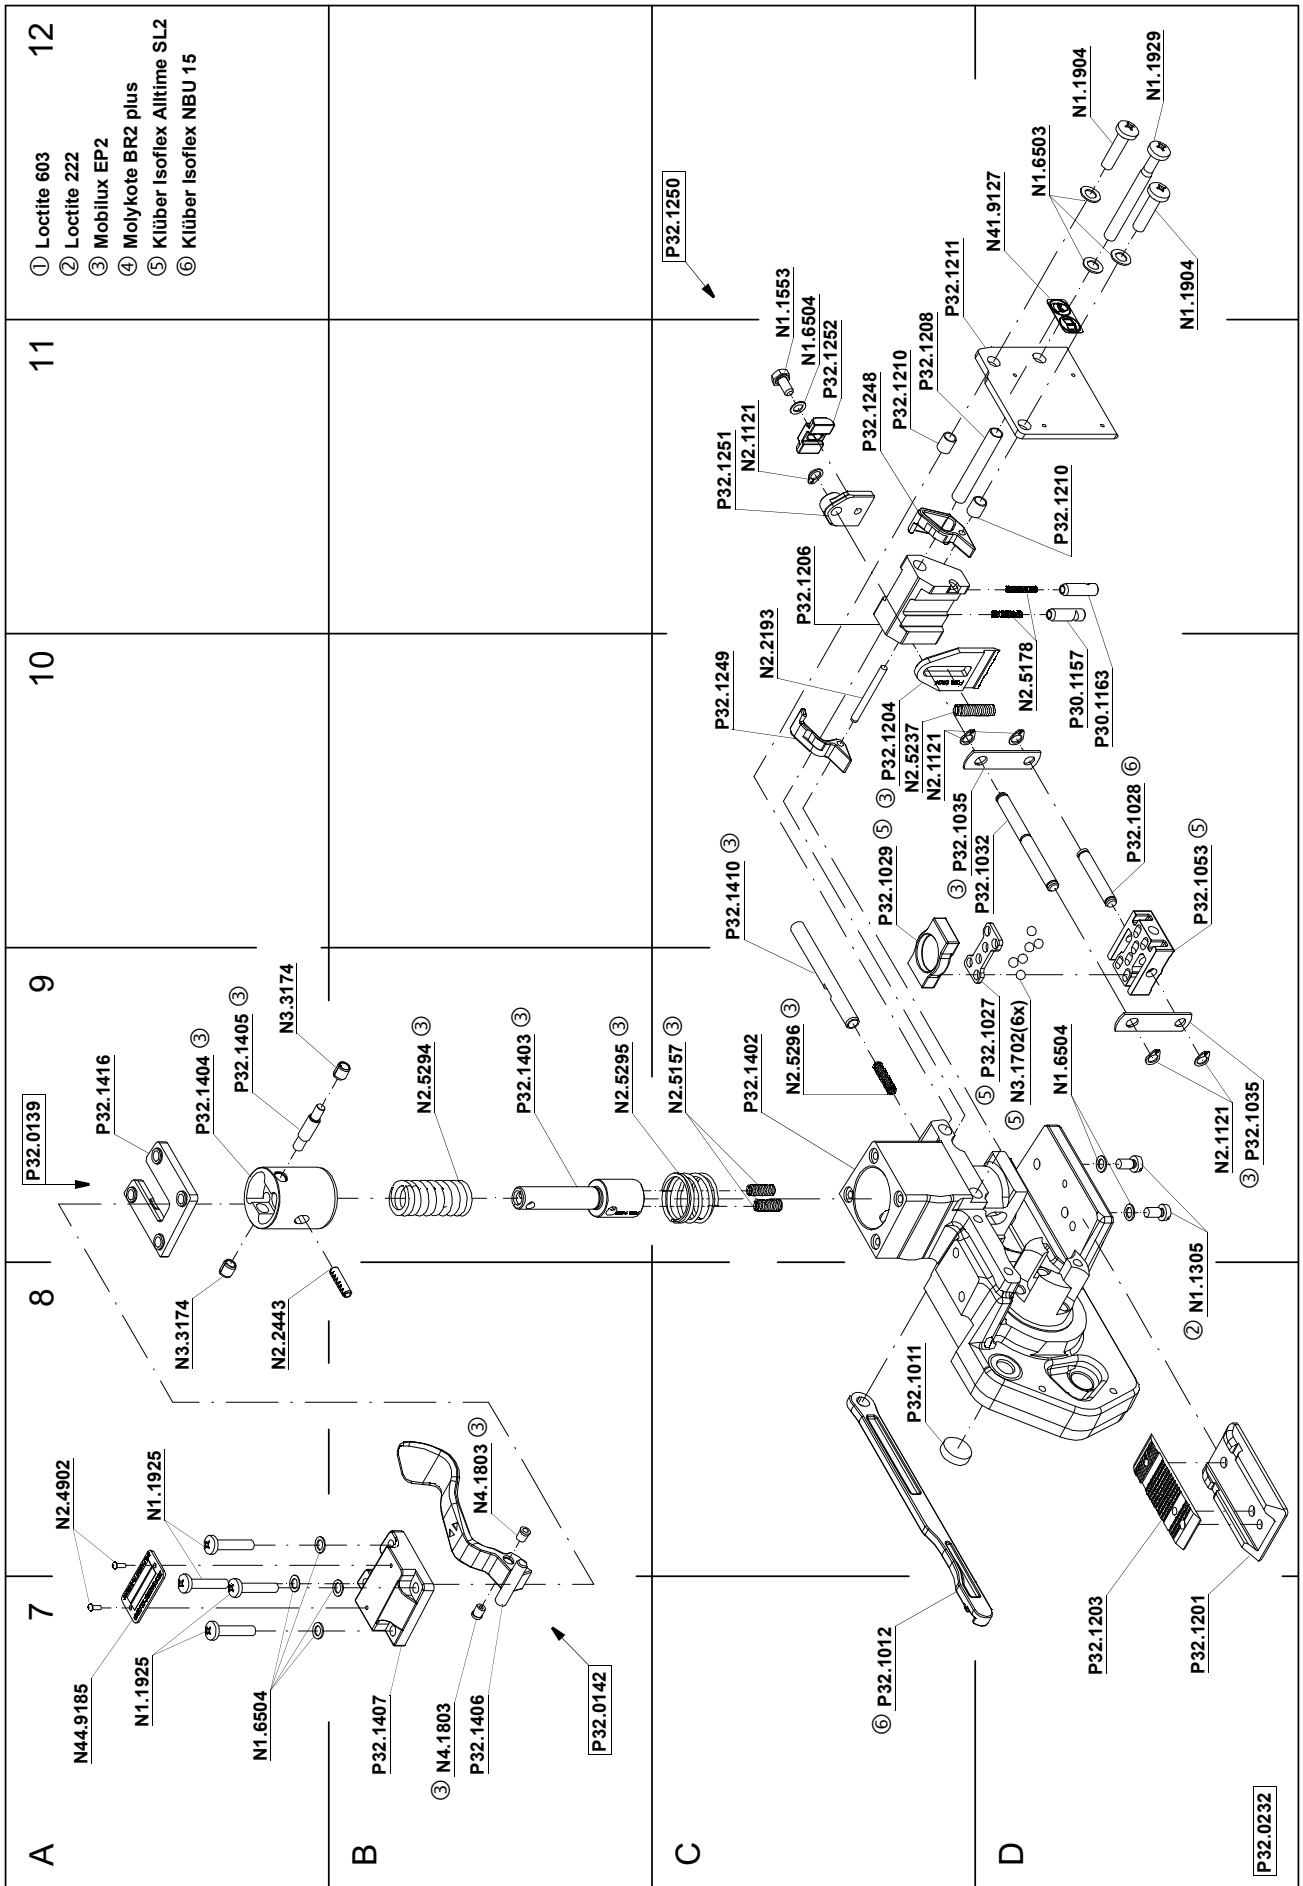 12
① Loctite 603
② Loctite 222
③ Mobilux EP2
④ Molykote BR2 plus
⑤ Klüber Isoflex Alltime SL2
⑥ Klüber Isoflex NBU 15
11
10
9
8
7
A
B
C
D
P32.0139
P32.1416
P32.1404 ③
P32.1405 ③
N3.3174
N3.3174
N2.2443
N2.4902
N1.1925
N44.9185
N1.1925
N1.6504
P32.1407
③ N4.1803
P32.1406
N4.1803 ③
P32.0142
N2.5294 ③
P32.1403 ③
N2.5295 ③
N2.5157 ③
P32.1402
N2.5296 ③
P32.1410 ③
P32.1250
N1.1553
N1.6504
P32.1252
N2.1121
P32.1251
P32.1248
P32.1210
P32.1208
P32.1211
N41.9127
N1.6503
N1.1904
N1.1929
N1.1904
P32.1210
P32.1206
N2.2193
P32.1249
③ P32.1204
N2.5237
N2.1121
③ P32.1035
P32.1032
N2.5178
P30.1157
P30.1163
P32.1028 ⑥
P32.1053 ⑤
P32.1029 ⑤
⑤ P32.1027
⑤ N3.1702(6x)
N1.6504
N2.1121
③ P32.1035
② N1.1305
P32.1011
⑥ P32.1012
P32.1203
P32.1201
P32.0232